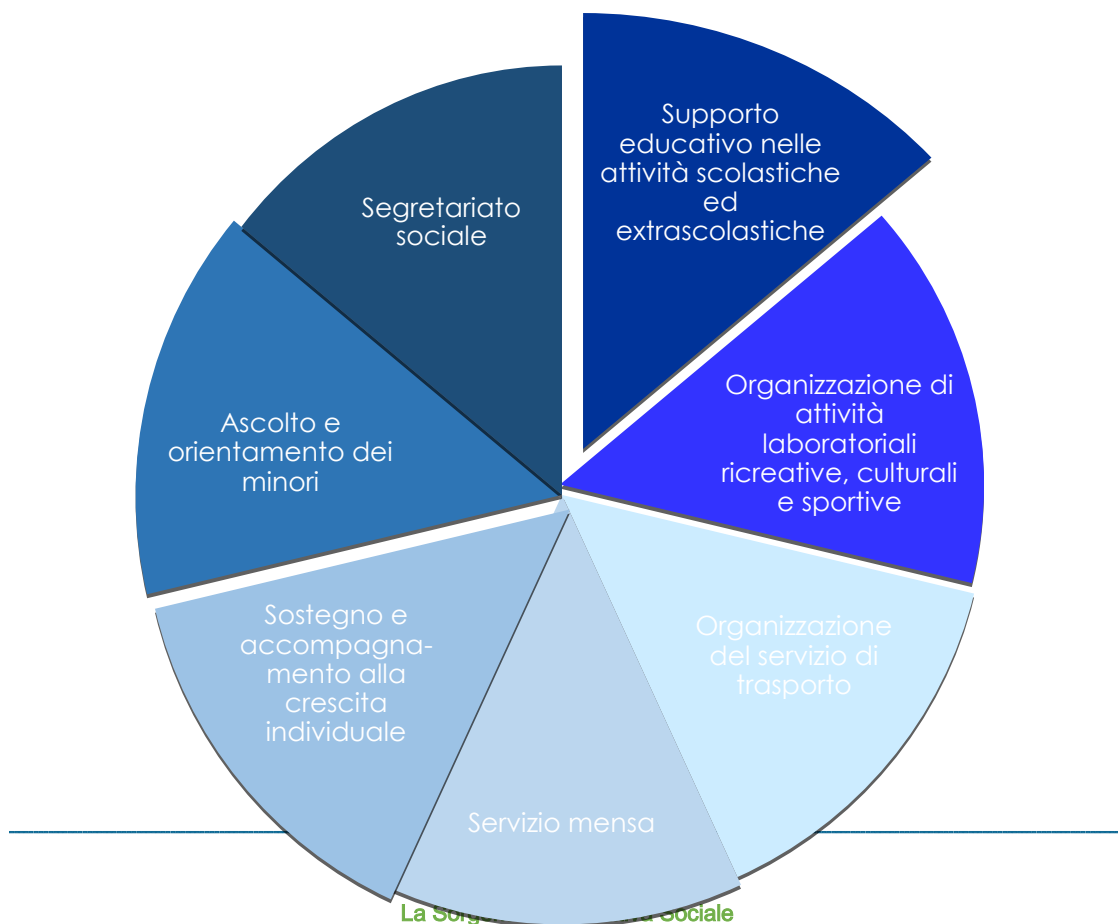 Supporto
educativo nelle
attività scolastiche
ed
extrascolastiche
Organizzazione di
attività
laboratoriali
ricreative, culturali
e sportive
Organizzazione
del servizio di
trasporto
Servizio mensa
Sostegno e
accompagna-
mento alla
crescita
individuale
Ascolto e
orientamento dei
minori
Segretariato
sociale
La Sociale